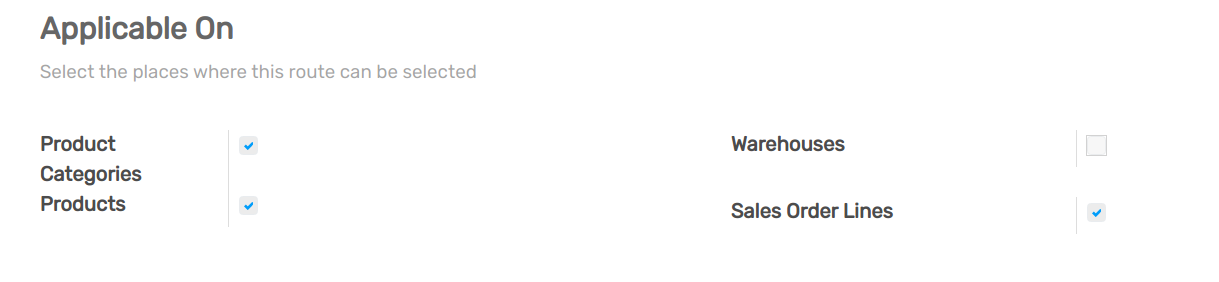 Applicable On
Select the places where this route can be selected
Product
Categories
Products
Warehouses
Sales Order Lines